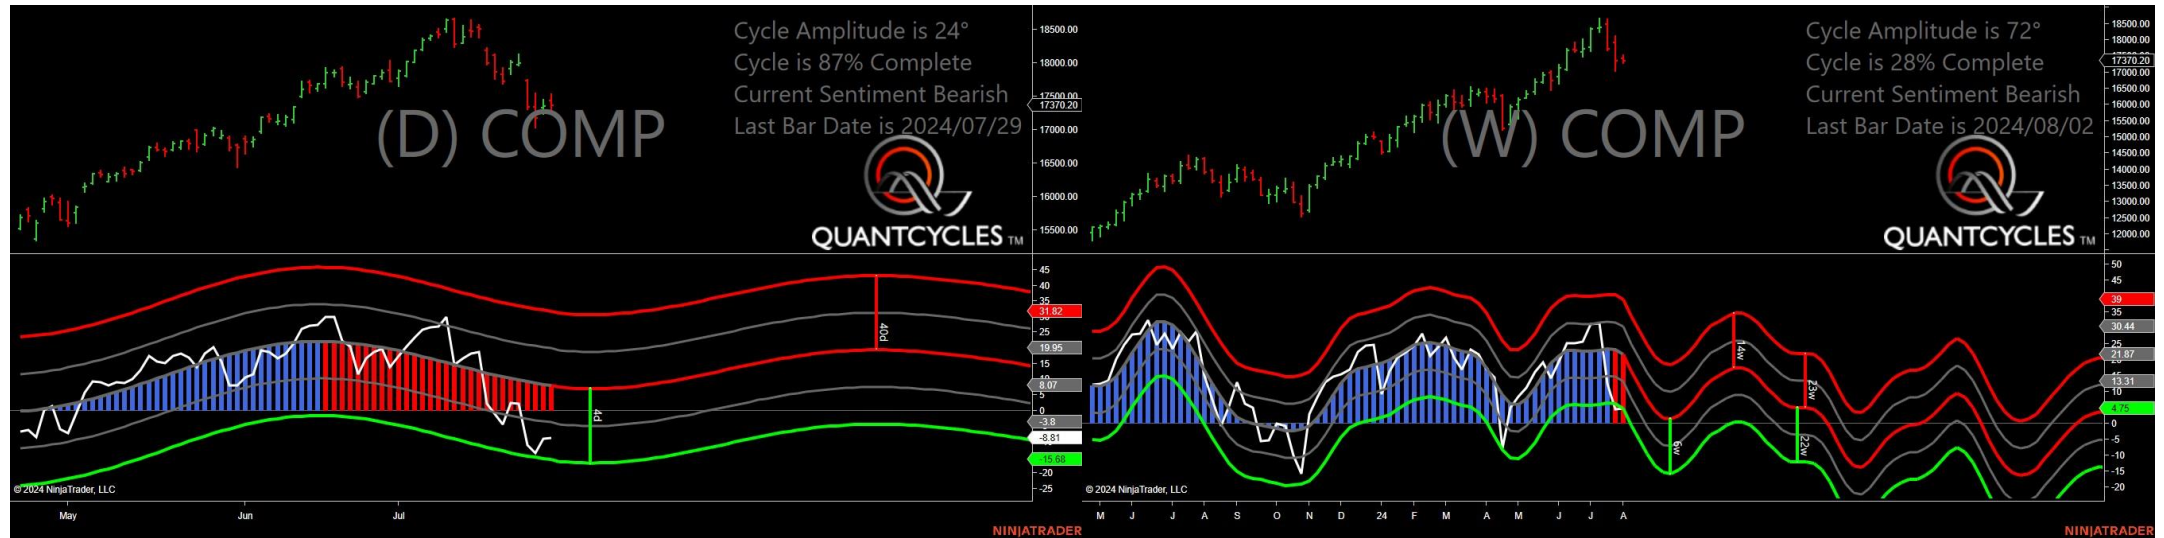 Cycle Amplitude is 24°
Cycle is 87% Complete
Current Sentiment Bearish
Last Bar Date is 2024/07/29
(D) COMP
QUANTCYCLES TM
18500.00
18000.00
17500.00
17370.20
17000.00
16500.00
16000.00
15500.00
45
40
35
31.82
25
19.95
15
8.07
5
0
-3.8
-8.81
-15.68
-20
-25
40d
4d
© 2024 NinjaTrader, LLC
May Jun Jul
NINJATRADER
Cycle Amplitude is 72°
Cycle is 28% Complete
Current Sentiment Bearish
Last Bar Date is 2024/08/02
(W) COMP
QUANTCYCLES TM
18500.00
18000.00
17370.20
17000.00
16500.00
16000.00
15500.00
15000.00
14500.00
14000.00
13500.00
13000.00
12500.00
12000.00
50
45
39
35
30.44
25
21.87
13.31
10
4.75
0
-5
-10
-15
-20
14w
23w
6w
22w
© 2024 NinjaTrader, LLC
M J J A S O N D 24 F M A M J J A
NINJATRADER